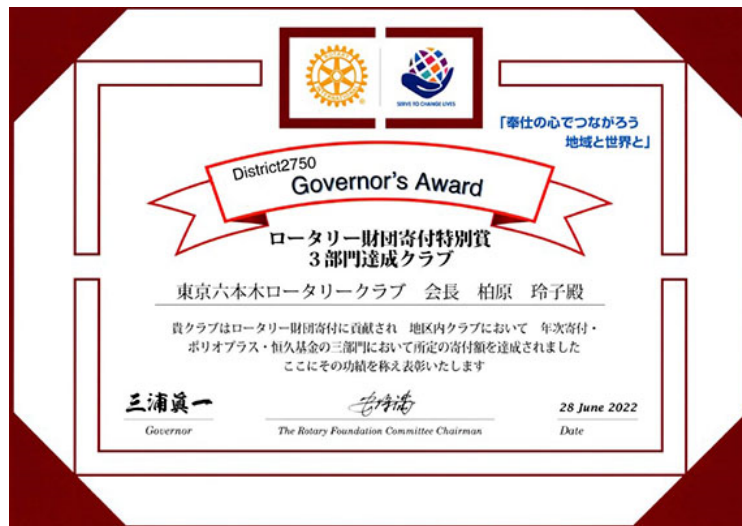 ROTARY
INTERNATIONAL
SERVE TO CHANGE LIVES
「奉仕の心でつながろう
地域と世界と」
District2750
Governor's Award
ロータリー財団寄付特別賞
3部門達成クラブ
東京六本木ロータリークラブ 会長 柏原 玲子殿
貴クラブはロータリー財団寄付に貢献され 地区内クラブにおいて 年次寄付・
ポリオプラス・恒久基金の三部門において所定の寄付額を達成されました
ここにその功績を称え表彰いたします
三浦眞一
28 June 2022
Governor
The Rotary Foundation Committee Chairman
Date